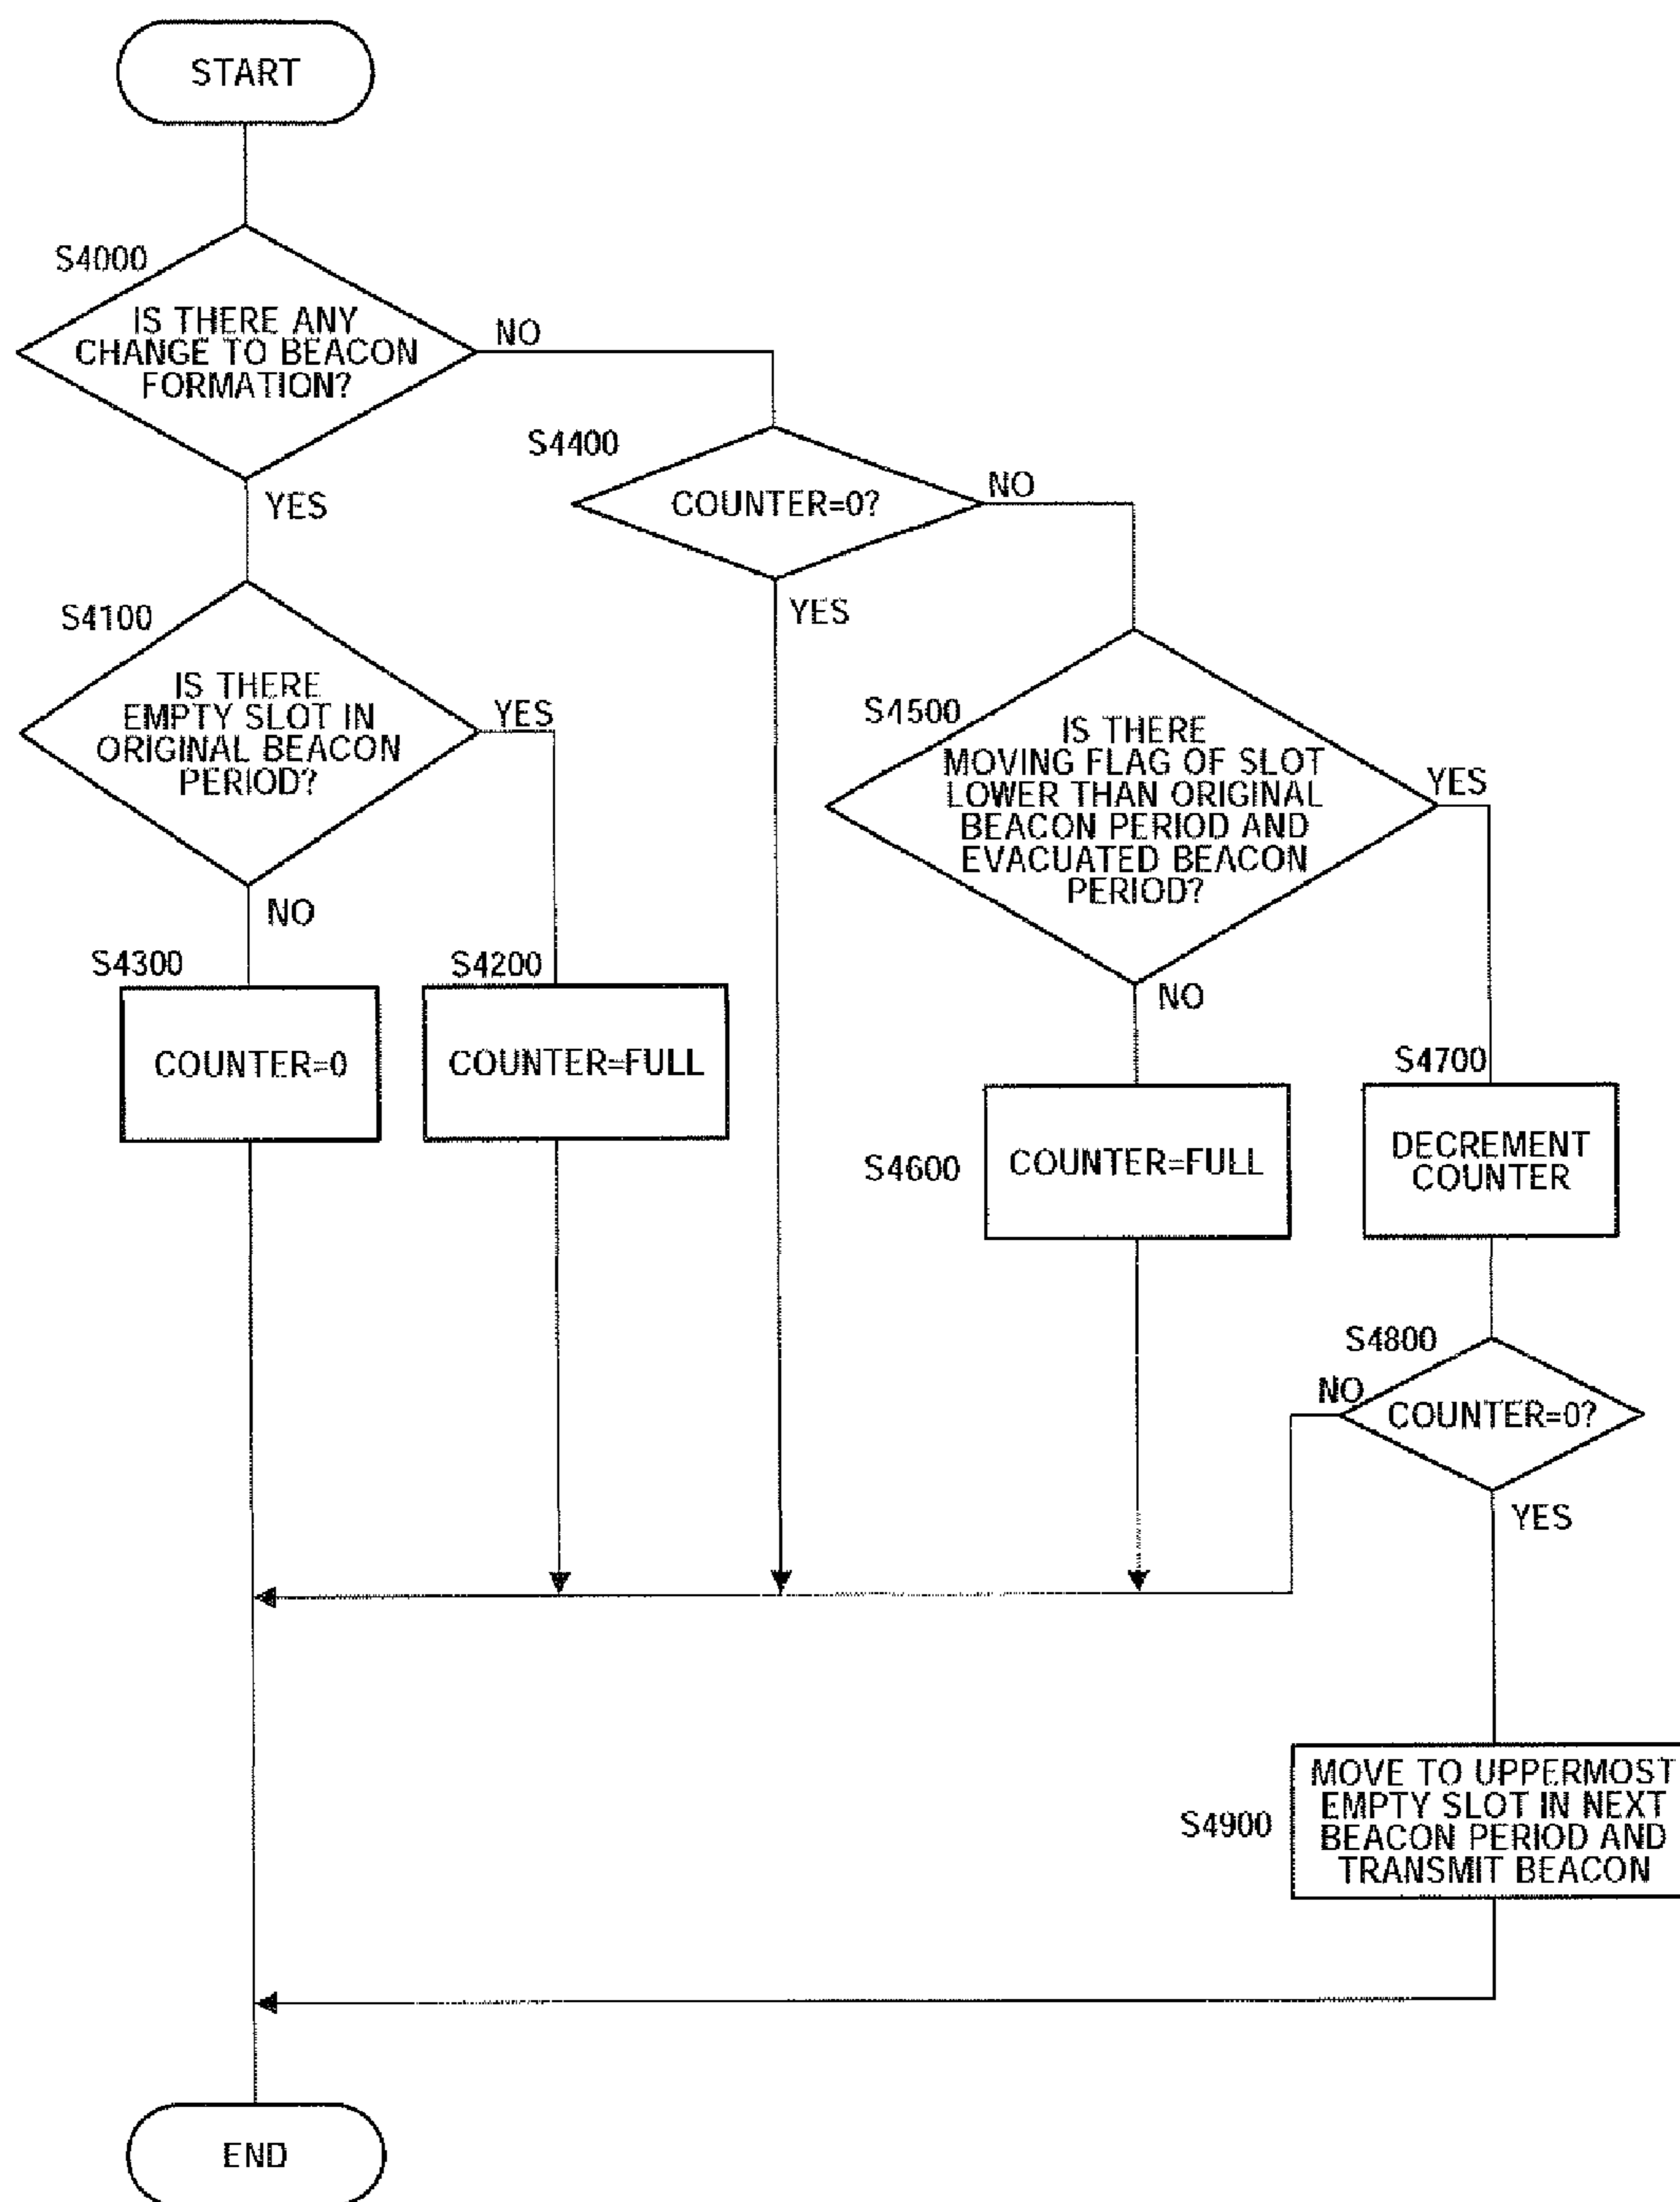 START
S4000
IS THERE ANY
CHANGE TO BEACON
FORMATION?
NO
YES
S4400
COUNTER=0?
NO
YES
S4100
IS THERE
EMPTY SLOT IN
ORIGINAL BEACON
PERIOD?
YES
NO
S4500
IS THERE
MOVING FLAG OF SLOT
LOWER THAN ORIGINAL
BEACON PERIOD AND
EVACUATED BEACON
PERIOD?
YES
NO
S4300
COUNTER=0
S4200
COUNTER=FULL
S4600
COUNTER=FULL
S4700
DECREMENT
COUNTER
S4800
NO
COUNTER=0?
YES
S4900
MOVE TO UPPERMOST
EMPTY SLOT IN NEXT
BEACON PERIOD AND
TRANSMIT BEACON
END